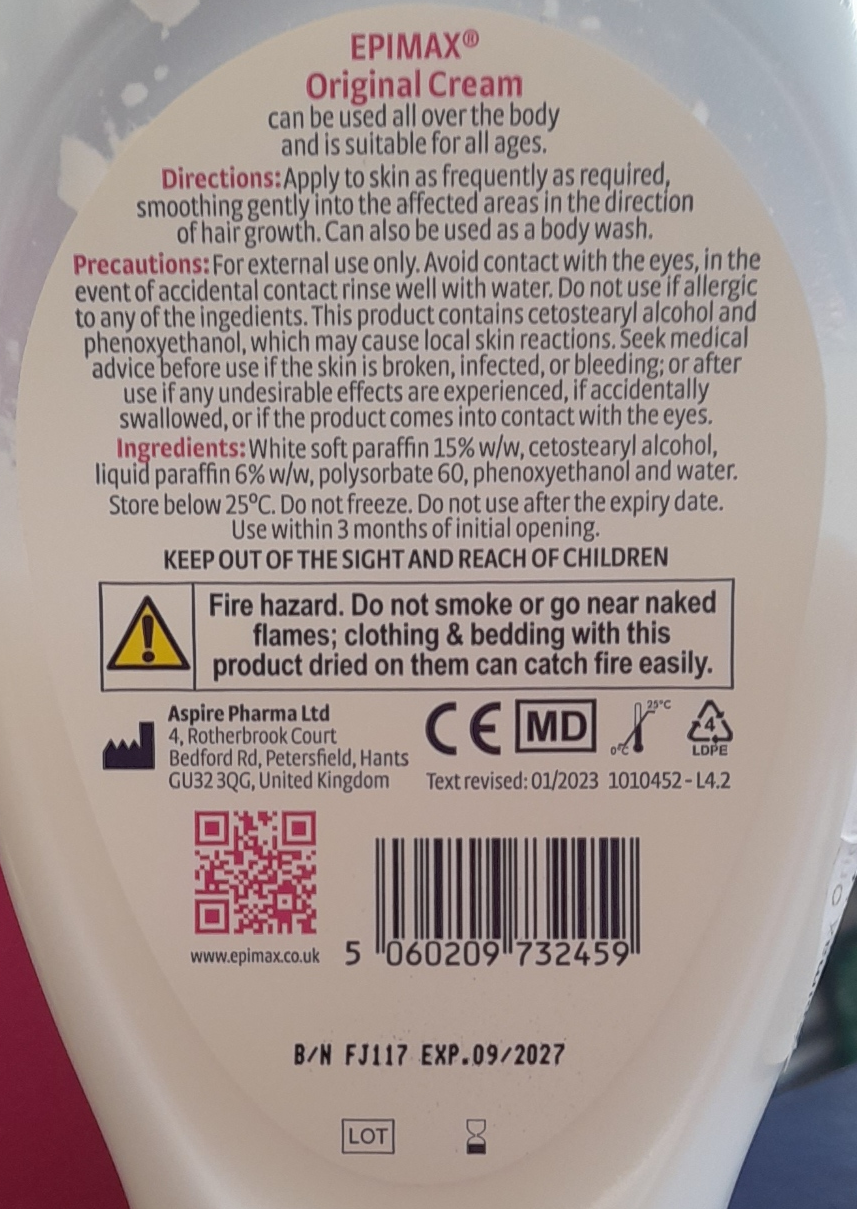 EPIMAX®
Original Cream
can be used all over the body
and is suitable for all ages.
Directions: Apply to skin as frequently as required,
smoothing gently into the affected areas in the direction
of hair growth. Can also be used as a body wash.
Precautions: For external use only. Avoid contact with the eyes, in the
event of accidental contact rinse well with water. Do not use if allergic
to any of the ingedients. This product contains cetostearyl alcohol and
phenoxyethanol, which may cause local skin reactions. Seek medical
advice before use if the skin is broken, infected, or bleeding; or after
use if any undesirable effects are experienced, if accidentally
swallowed, or if the product comes into contact with the eyes.
Ingredients: White soft paraffin 15% w/w, cetostearyl alcohol,
liquid paraffin 6% w/w, polysorbate 60, phenoxyethanol and water.
Store below 25°C. Do not freeze. Do not use after the expiry date.
Use within 3 months of initial opening.
KEEP OUT OF THE SIGHT AND REACH OF CHILDREN
Fire hazard. Do not smoke or go near naked
flames; clothing & bedding with this
product dried on them can catch fire easily.
Aspire Pharma Ltd
4, Rotherbrook Court
Bedford Rd, Petersfield, Hants
GU32 3QG, United Kingdom
CE MD 0°C 25°C 4 LDPE
Text revised: 01/2023 1010452-L4.2
www.epimax.co.uk
5 060209 732459
B/N FJ117 EXP.09/2027
LOT